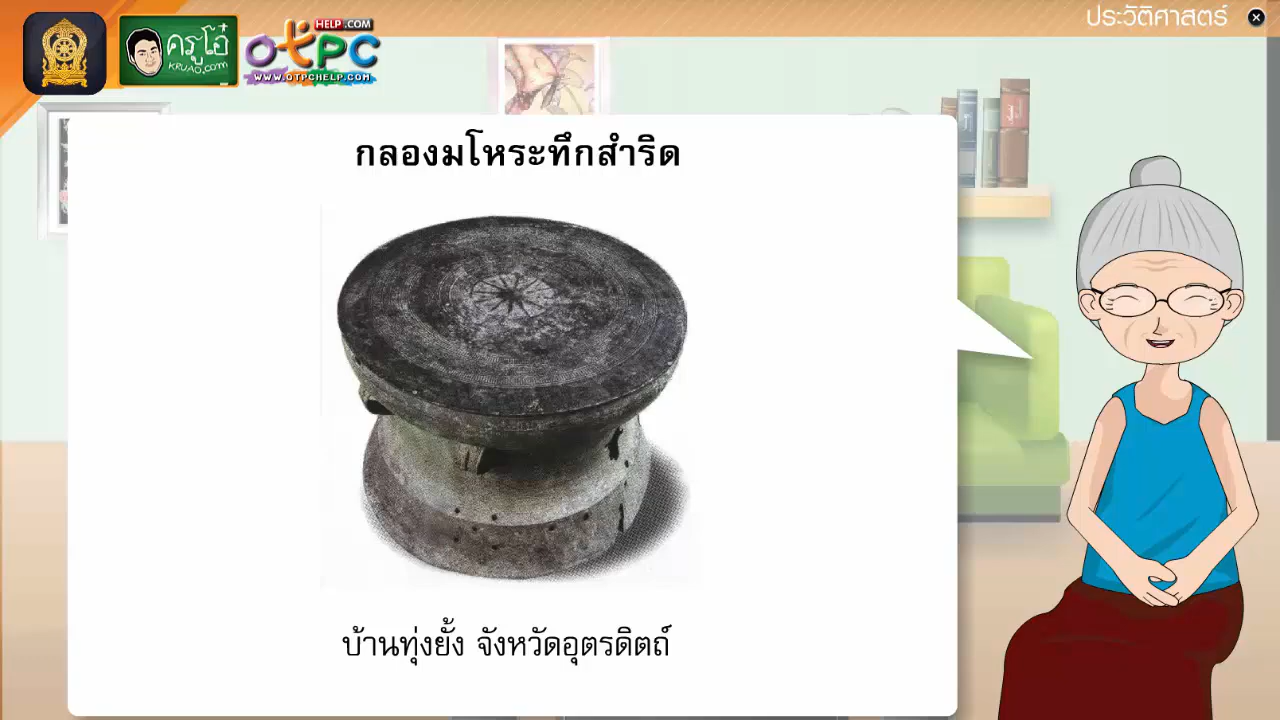 ประวัติศาสตร์
ครูโอ๋
KRUAO.com
OTPC
HELP.COM
WWW.OTPCHELP.COM
กลองมโหระทึกสำริด
บ้านทุ่งยั้ง จังหวัดอุตรดิตถ์